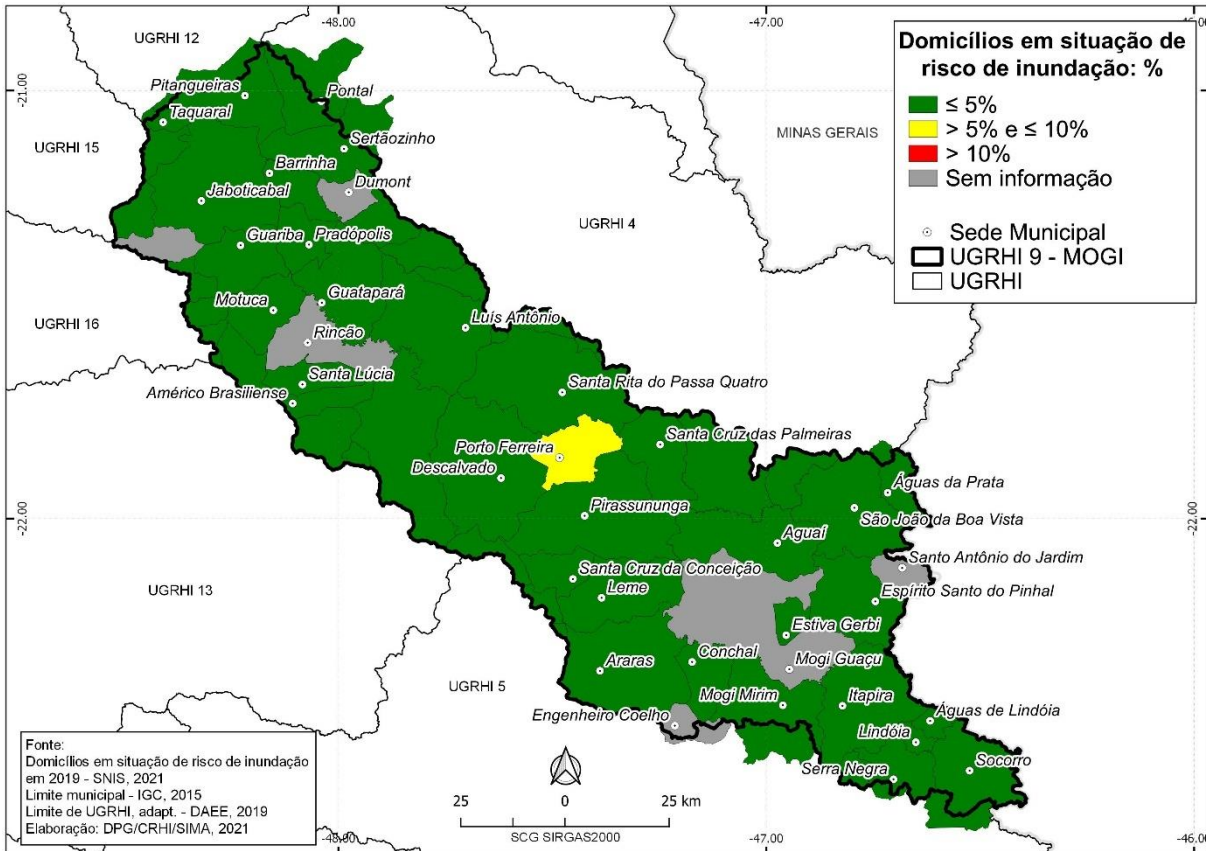 -48.00
-47.00
-46.00
UGRHI 12
Domicílios em situação de
risco de inundação: %
≤ 5%
> 5% e ≤ 10%
> 10%
Sem informação
Sede Municipal
UGRHI 9 - MOGI
UGRHI
-21.00
Pitangueiras
Pontal
Taquaral
MINAS GERAIS
UGRHI 15
Sertãozinho
Barrinha
Dumont
Jaboticabal
UGRHI 4
Guariba
Pradópolis
Motuca
Guatapará
UGRHI 16
Luís Antônio
Rincão
Santa Lúcia
Américo Brasiliense
Santa Rita do Passa Quatro
Porto Ferreira
Santa Cruz das Palmeiras
Descalvado
Águas da Prata
Pirassununga
São João da Boa Vista
-22.00
-22.00
Aguaí
Santo Antônio do Jardim
Santa Cruz da Conceição
Espírito Santo do Pinhal
UGRHI 13
Leme
Estiva Gerbi
Araras
Conchal
Mogi Guaçu
UGRHI 5
Mogi Mirim
Itapira
Engenheiro Coelho
Águas de Lindóia
Lindóia
Serra Negra
Socorro
Fonte:
Domicílios em situação de risco de inundação
em 2019 - SNIS, 2021
Limite municipal - IGC, 2015
Limite de UGRHI, adapt. - DAEE, 2019
Elaboração: DPG/CRHI/SIMA, 2021
25 0 25 km
SCG SIRGAS2000
-48.00
-47.00
-46.00